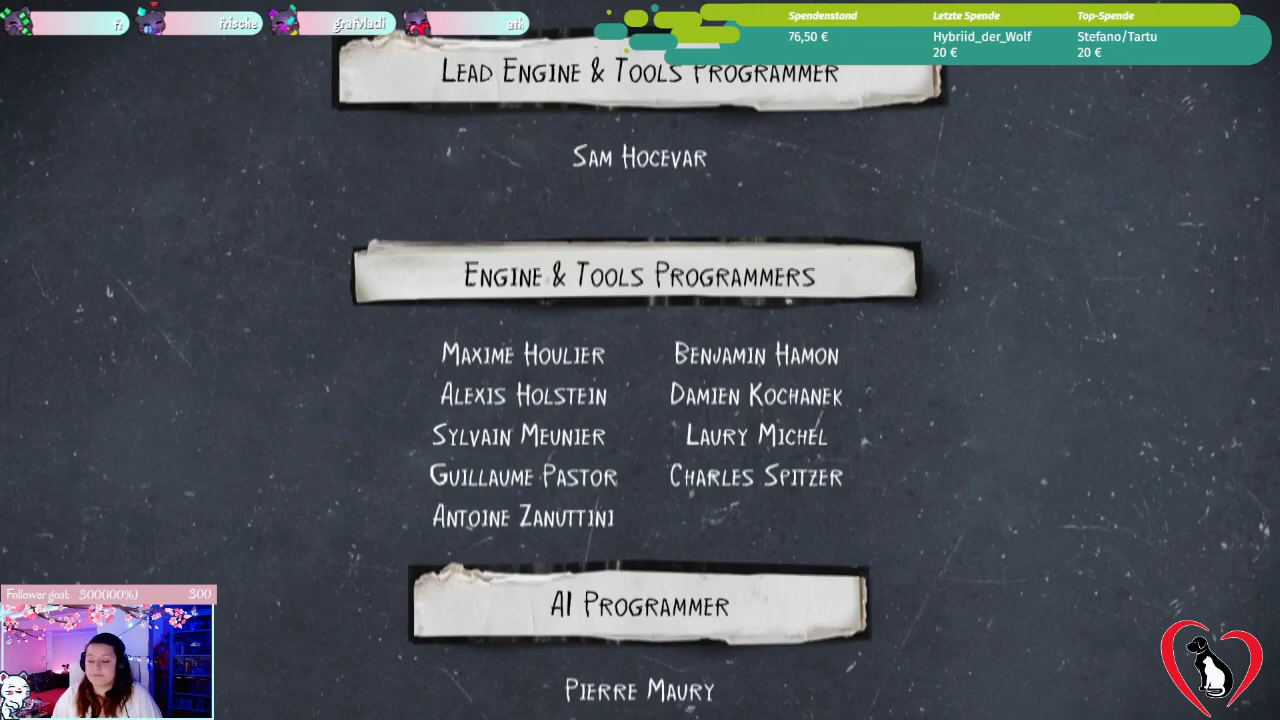 frische
grafvladi
Spendenstand
Letzte Spende
Top-Spende
76,50 €
Hybriid_der_Wolf
Stefano/Tartu
20 €
20 €
Lead Engine & Tools Programmer
Sam Hocevar
Engine & Tools Programmers
Maxime Houlier
Benjamin Hamon
Alexis Holstein
Damien Kochanek
Sylvain Meunier
Laury Michel
Guillaume Pastor
Charles Spitzer
Antoine Zanuttini
AI Programmer
Follower goal: 300(100%) 300
Pierre Maury